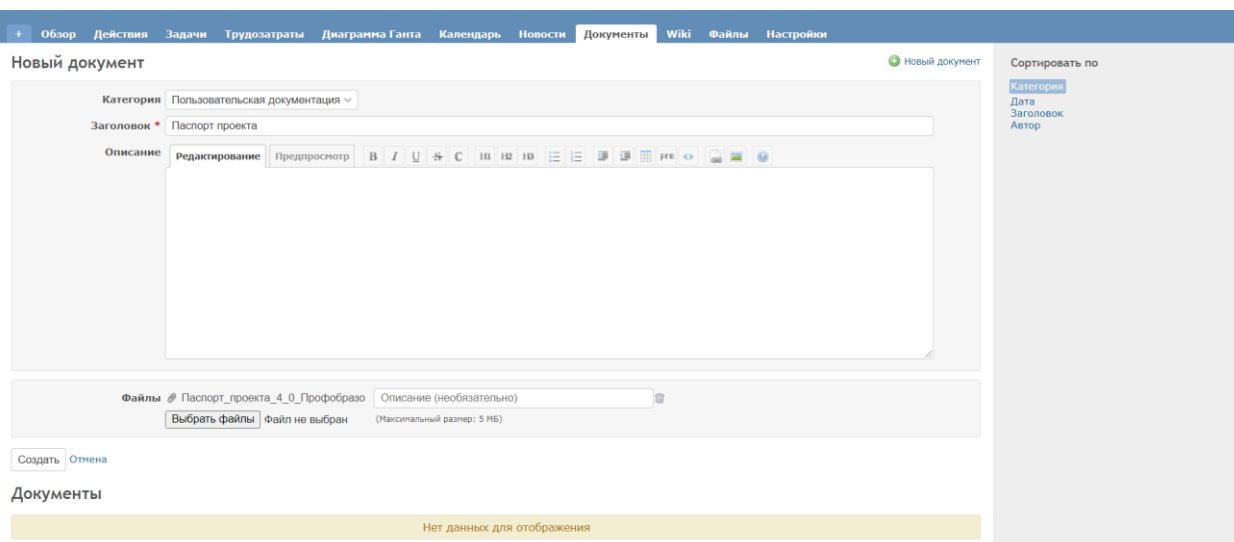 + Обзор Действия Задачи Трудозатраты Диаграмма Ганта Календарь Новости Документы Wiki Файлы Настройки
Новый документ
Новый документ
Категория Пользовательская документация
Заголовок * Паспорт проекта
Описание Редактирование Предпросмотр B I U S C H1 H2 H3 pre <>
Файлы Паспорт_проекта_4_0_Профобразо Описание (необязательно)
Выбрать файлы Файл не выбран (Максимальный размер: 5 МБ)
Создать Отмена
Документы
Нет данных для отображения
Сортировать по
Категория
Дата
Заголовок
Автор